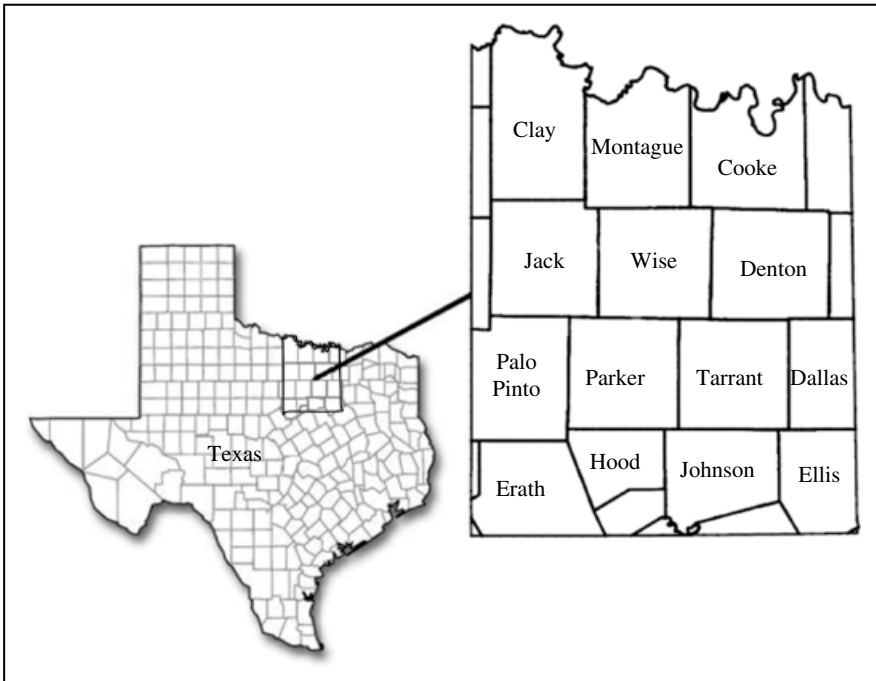 Clay
Montague
Cooke
Jack
Wise
Denton
Palo
Pinto
Parker
Tarrant
Dallas
Texas
Hood
Johnson
Ellis
Erath